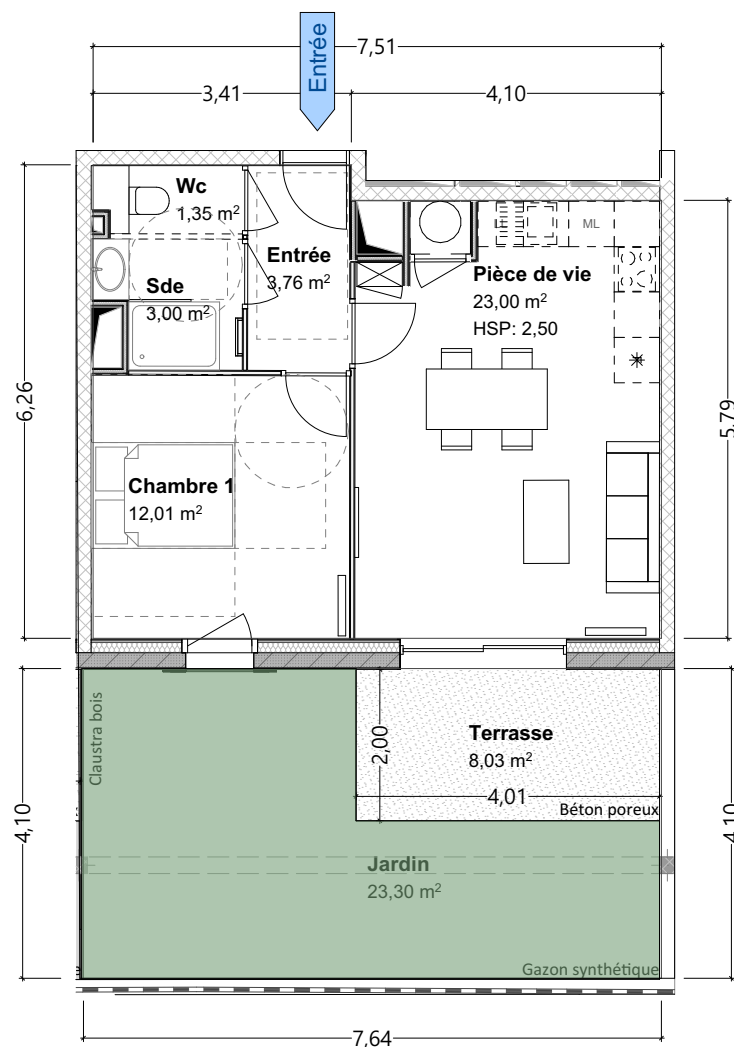 Entrée
7,51
3,41
4,10
Wc
1,35 m²
Entrée
3,76 m²
Sde
3,00 m²
ML
Pièce de vie
23,00 m²
HSP: 2,50
6,26
5,79
Chambre 1
12,01 m²
Claustra bois
2,00
Terrasse
8,03 m²
4,01
Béton poreux
4,10
4,10
Jardin
23,30 m²
Gazon synthétique
7,64